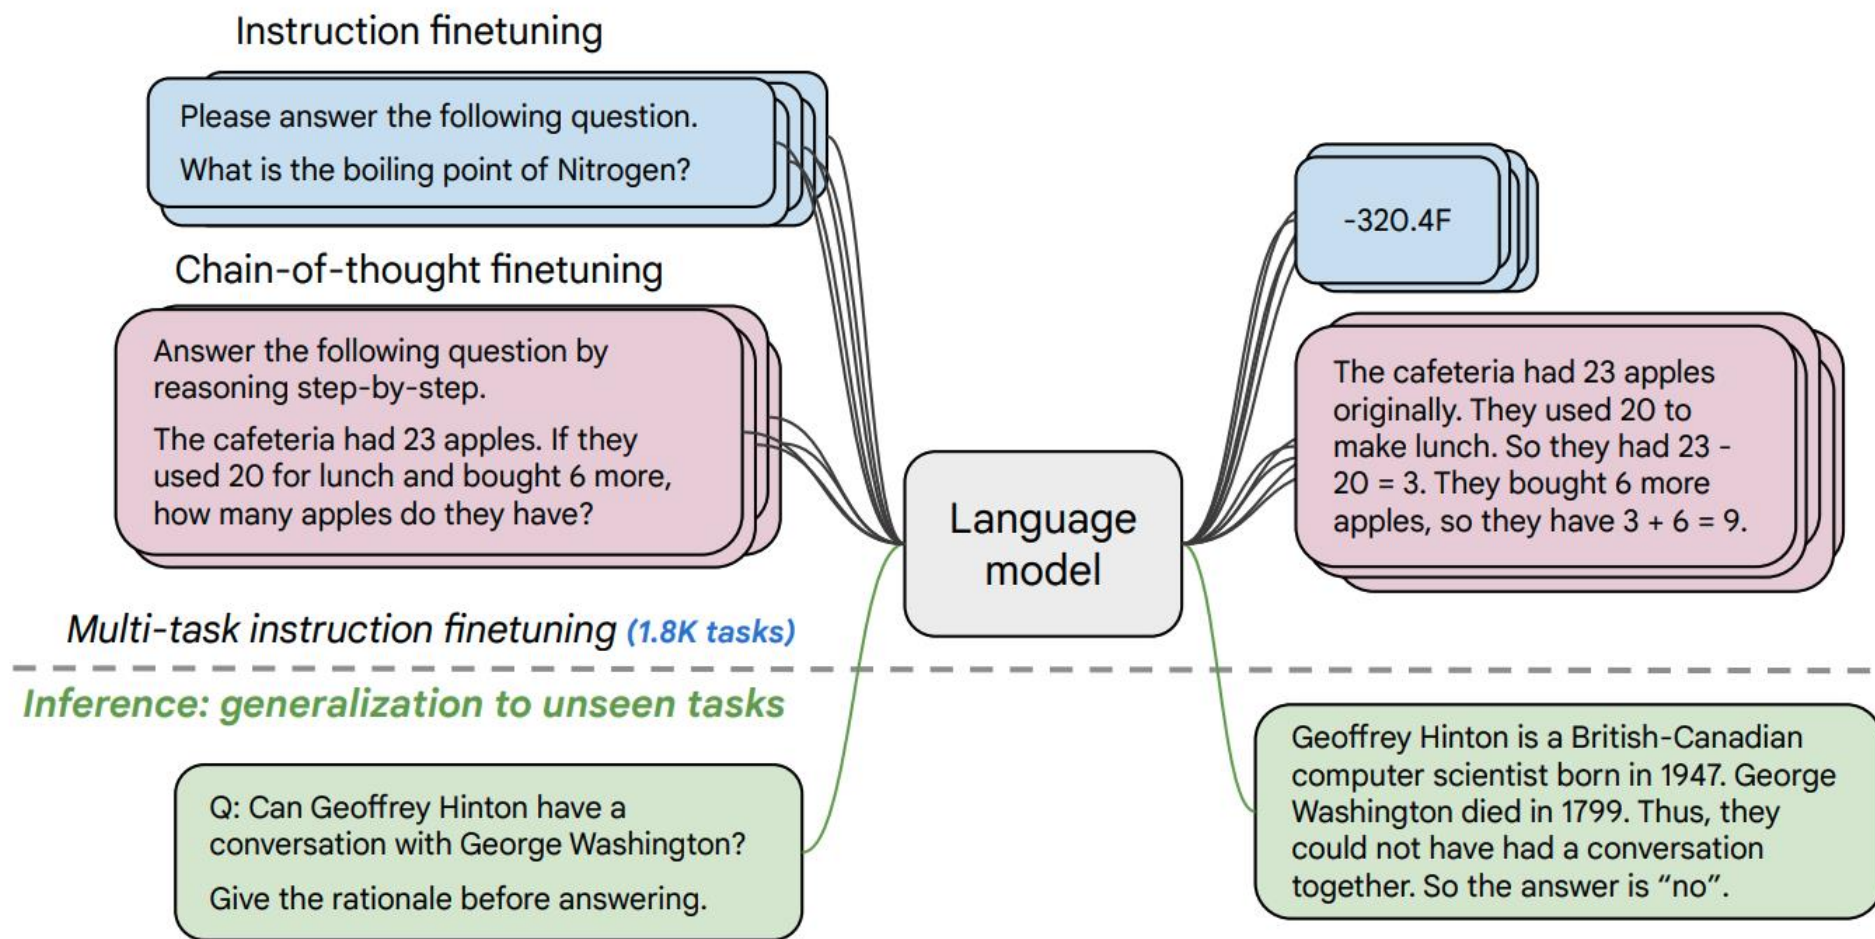 Instruction finetuning
Please answer the following question.
What is the boiling point of Nitrogen?
-320.4F
Chain-of-thought finetuning
Answer the following question by
reasoning step-by-step.
The cafeteria had 23 apples. If they
used 20 for lunch and bought 6 more,
how many apples do they have?
Language
model
The cafeteria had 23 apples
originally. They used 20 to
make lunch. So they had 23 -
20 = 3. They bought 6 more
apples, so they have 3 + 6 = 9.
Multi-task instruction finetuning (1.8K tasks)
Inference: generalization to unseen tasks
Q: Can Geoffrey Hinton have a
conversation with George Washington?
Give the rationale before answering.
Geoffrey Hinton is a British-Canadian
computer scientist born in 1947. George
Washington died in 1799. Thus, they
could not have had a conversation
together. So the answer is “no”.